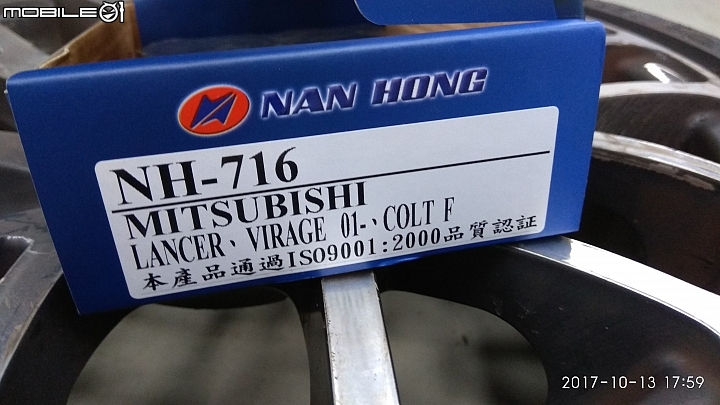 MOBILE01
NAN HONG
NH-716
MITSUBISHI
LANCER、VIRAGE 01-、COLT F
本產品通過ISO9001:2000品質認証
2017-10-13 17:59